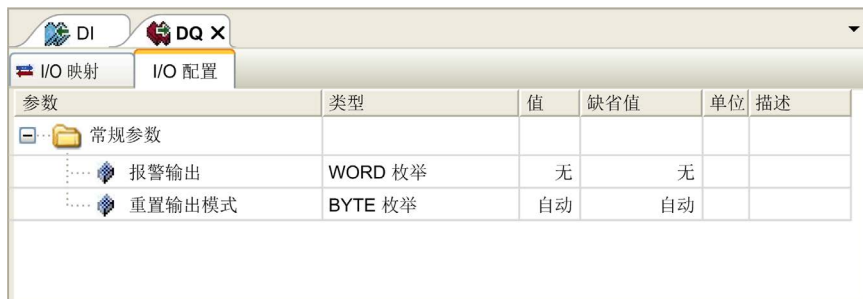 DI DQ
I/O 映射 I/O 配置
参数 类型 值 缺省值 单位 描述
常规参数
报警输出 WORD 枚举 无 无
重置输出模式 BYTE 枚举 自动 自动